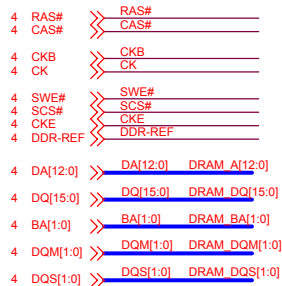 4 RAS# RAS#
4 CAS# CAS#
4 CKB CKB
4 CK CK
4 SWE# SWE#
4 SCS# SCS#
4 CKE CKE
4 DDR-REF DDR-REF
4 DA[12:0] DA[12:0] DRAM_A[12:0]
4 DQ[15:0] DQ[15:0] DRAM_DQ[15:0]
4 BA[1:0] BA[1:0] DRAM_BA[1:0]
4 DQM[1:0] DQM[1:0] DRAM_DQM[1:0]
4 DQS[1:0] DQS[1:0] DRAM_DQS[1:0]